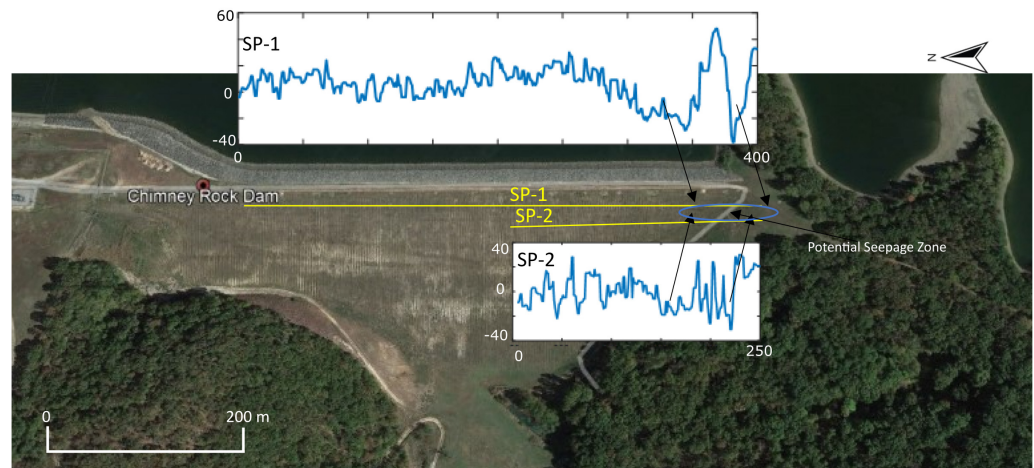 60
SP-1
0
-40
0
400
N
Chimney Rock Dam
SP-1
SP-2
Potential Seepage Zone
40
SP-2
0
-40
0
250
0
200 m